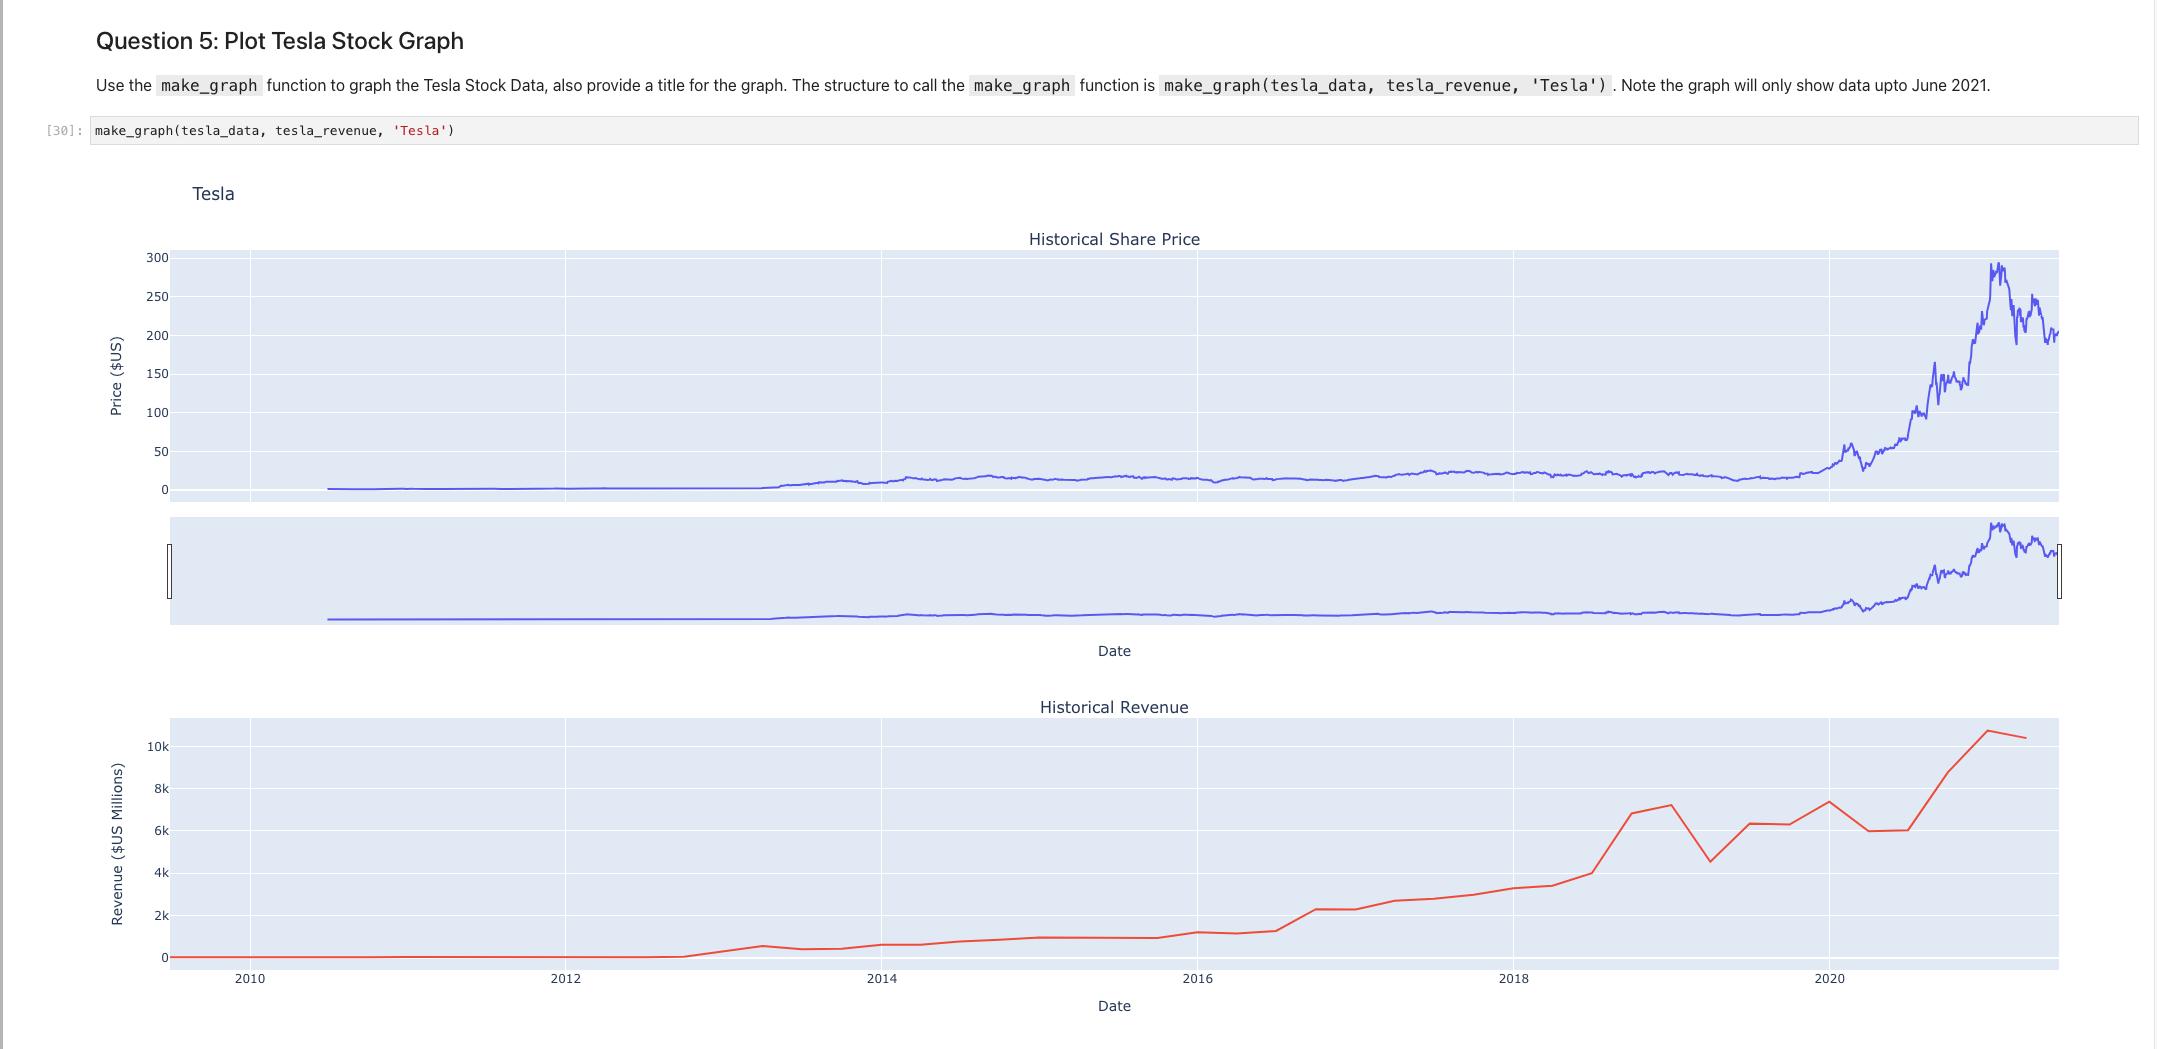 Question 5: Plot Tesla Stock Graph
Use the make_graph function to graph the Tesla Stock Data, also provide a title for the graph. The structure to call the make_graph function is make_graph(tesla_data, tesla_revenue, 'Tesla') . Note the graph will only show data upto June 2021.
[30]: make_graph(tesla_data, tesla_revenue, 'Tesla')
Tesla
Historical Share Price
300
250
200
150
100
50
0
Price ($US)
Date
Historical Revenue
10k
8k
6k
4k
2k
0
Revenue ($US Millions)
2010 2012 2014 2016 2018 2020
Date